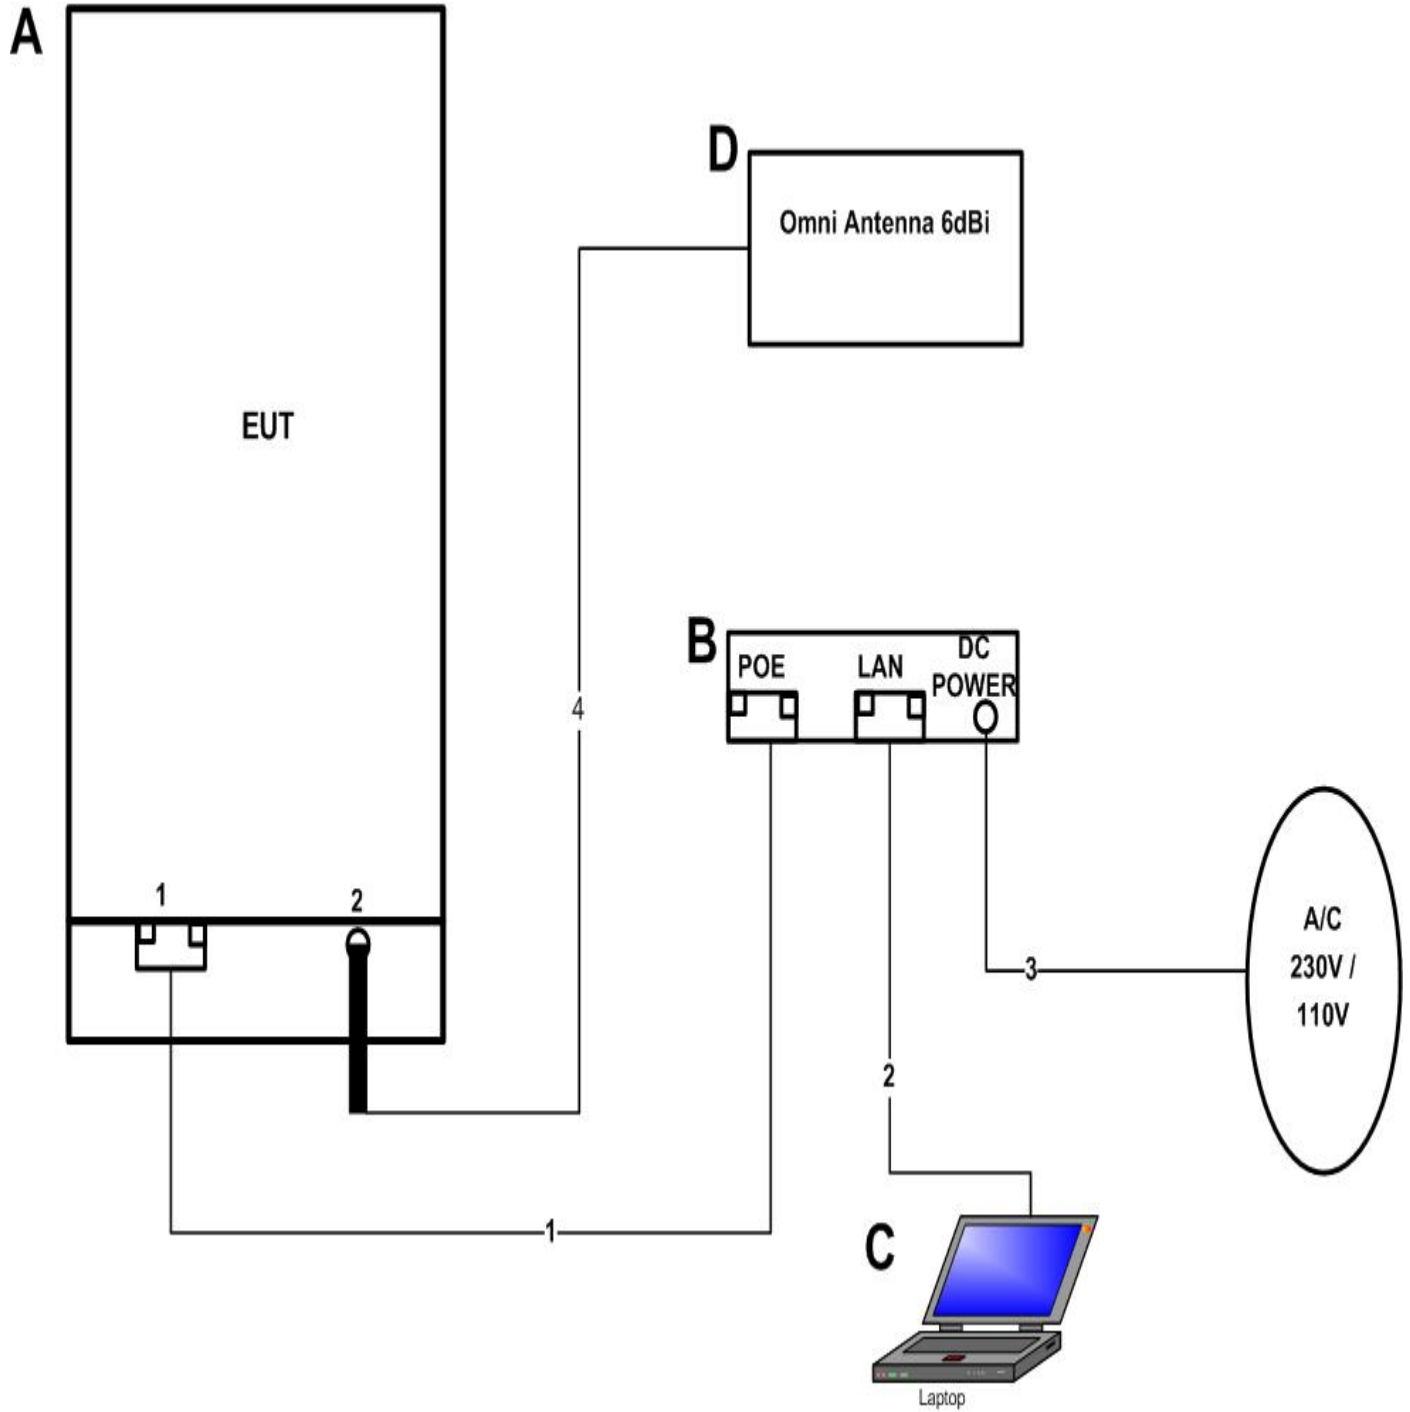 A
D
Omni Antenna 6dBi
EUT
B
POE
LAN
DC
POWER
4
1
2
A/C
230V /
110V
3
2
1
C
Laptop